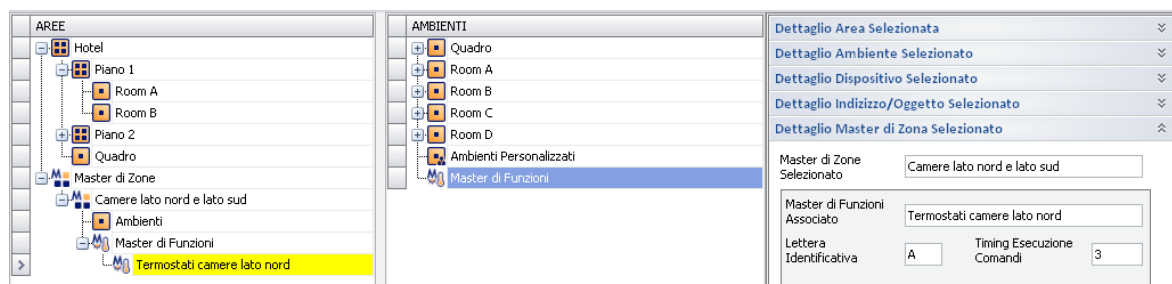 AREE
Hotel
Piano 1
Room A
Room B
Piano 2
Quadro
Master di Zone
Camere lato nord e lato sud
Ambienti
Master di Funzioni
Termostati camere lato nord
AMBIENTI
Quadro
Room A
Room B
Room C
Room D
Ambienti Personalizzati
Master di Funzioni
Dettaglio Area Selezionata
Dettaglio Ambiente Selezionato
Dettaglio Dispositivo Selezionato
Dettaglio Indizizzo/Oggetto Selezionato
Dettaglio Master di Zona Selezionato
Master di Zone
Selezionato
Camere lato nord e lato sud
Master di Funzioni
Associato
Termostati camere lato nord
Lettera
Identificativa
A
Timing Esecuzione
Comandi
3